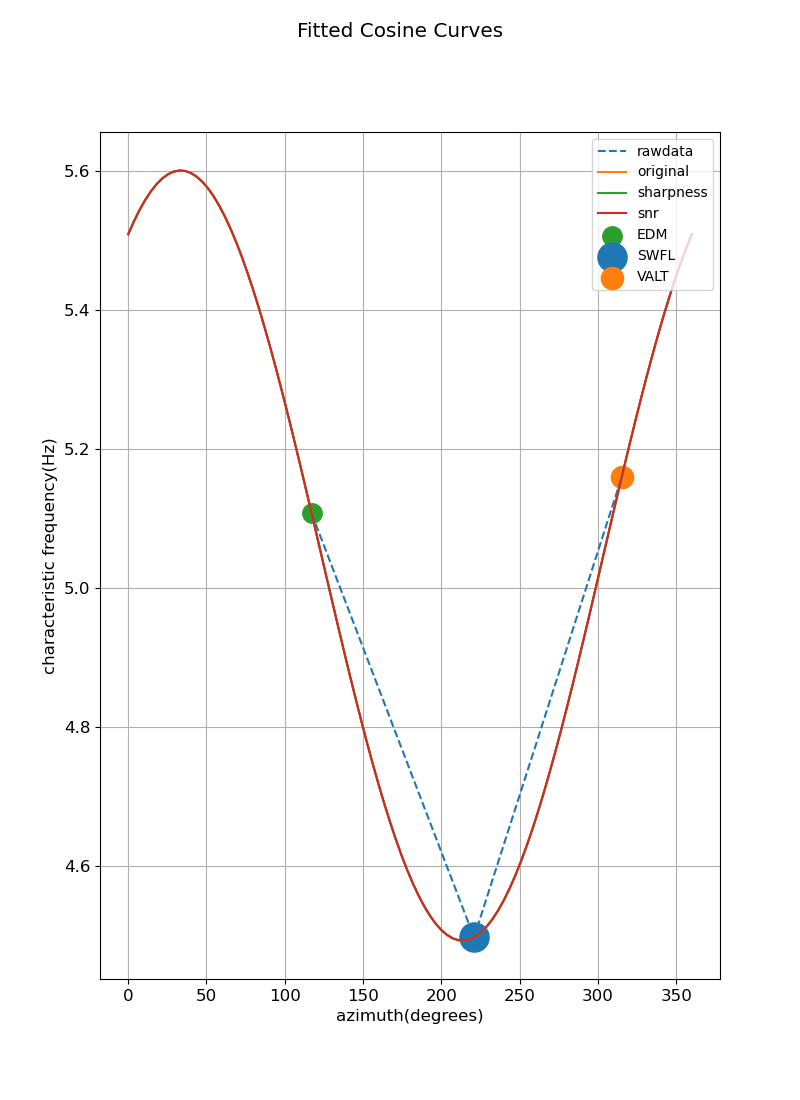 Fitted Cosine Curves
rawdata
original
sharpness
snr
EDM
SWFL
VALT
5.6
5.4
5.2
5.0
4.8
4.6
characteristic frequency(Hz)
0 50 100 150 200 250 300 350
azimuth(degrees)